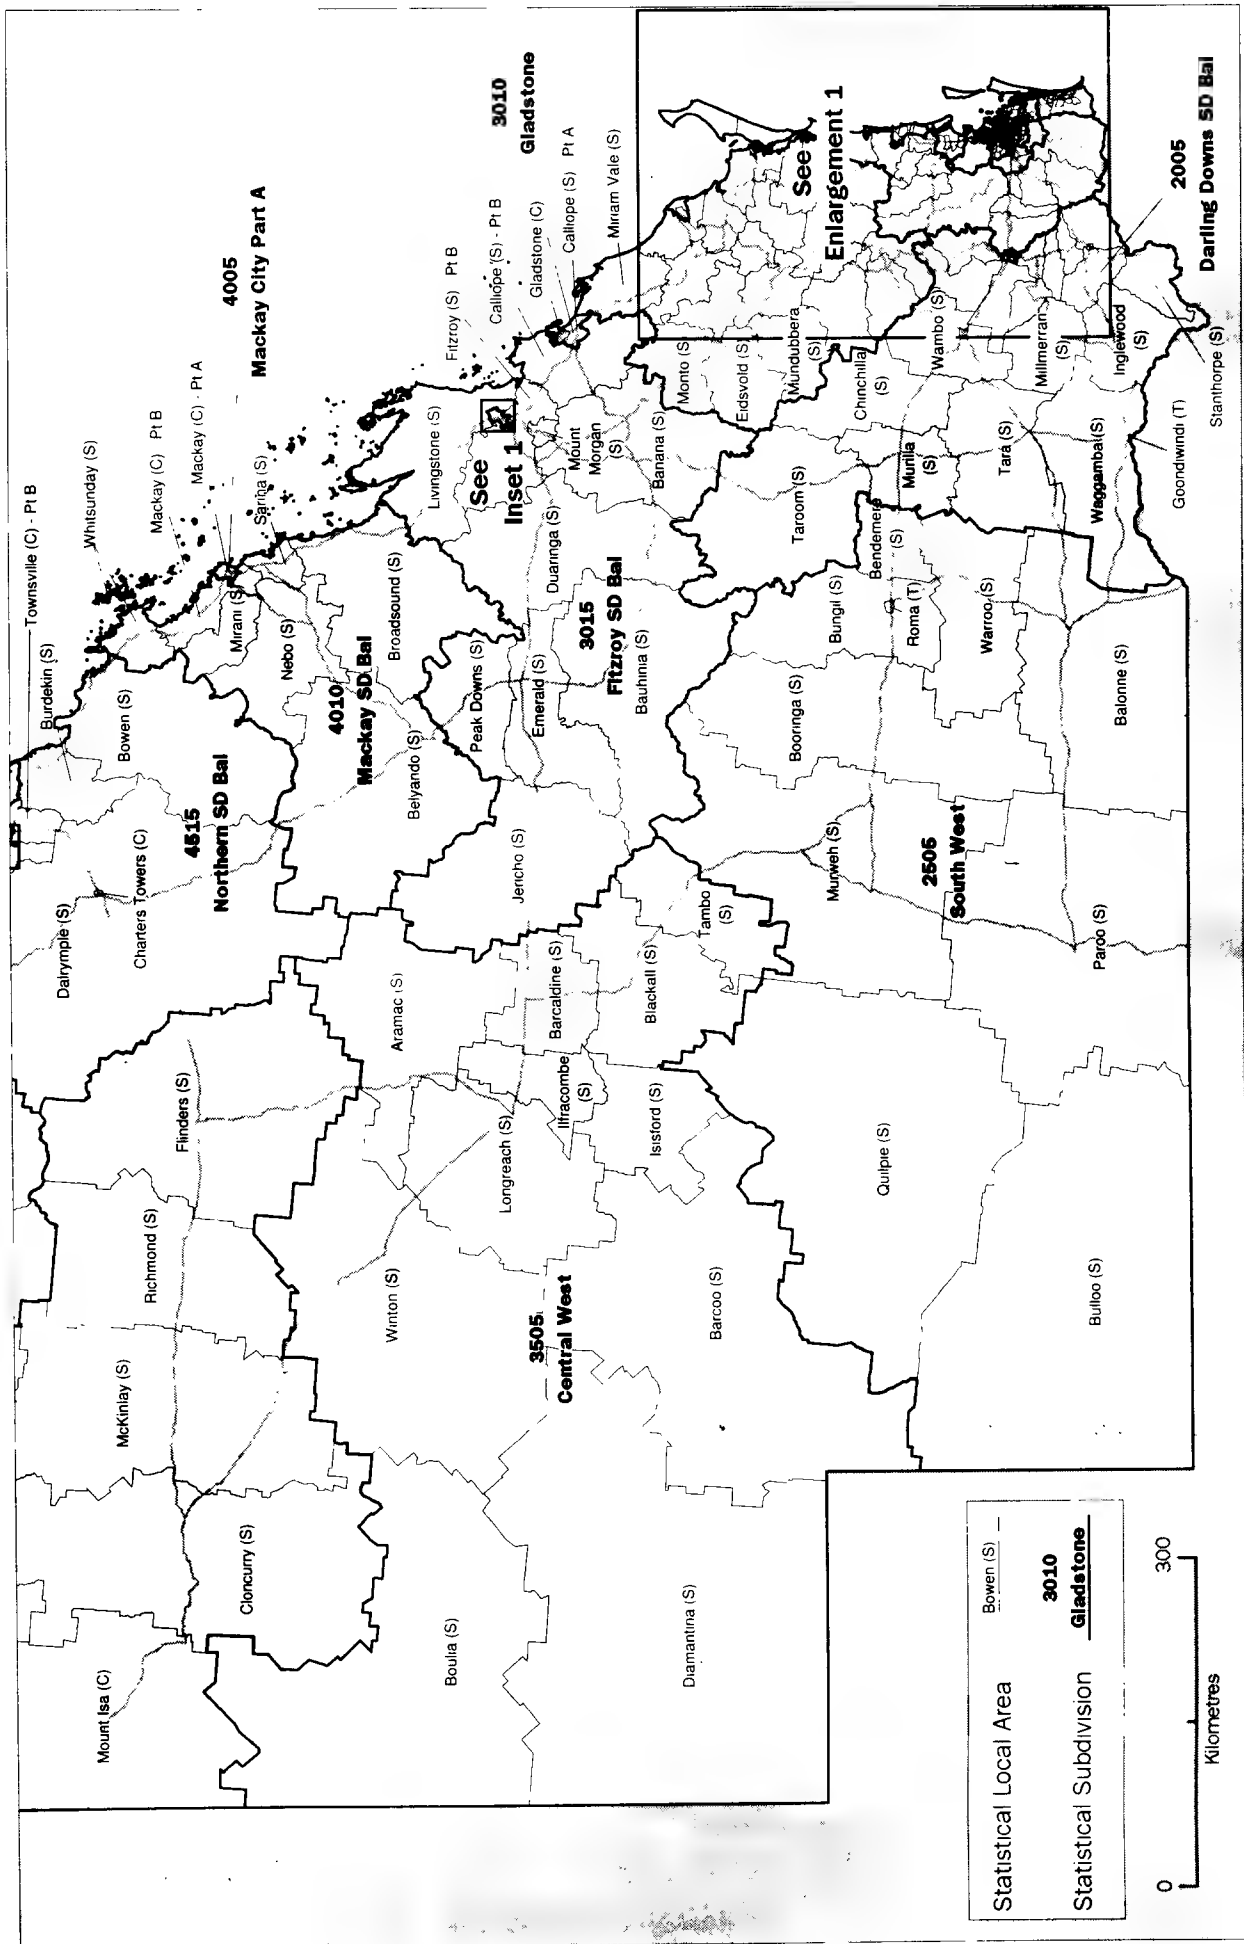 Townsville (C) - Pt B
Burdekin (S)
Whitsunday (S)
Mackay (C) Pt B
Mackay (C) - Pt A
4005
Mackay City Part A
Sarina (S)
Dalrymple (S)
Charters Towers (C)
Bowen (S)
4515
Northern SD Bal
Mirani (S)
Nebo (S)
4010
Mackay SD Bal
Broadsound (S)
Belyando (S)
Livingstone (S)
Fitzroy (S) Pt B
Calliope (S) - Pt B
3010
Gladstone
Gladstone (C)
Calliope (S) Pt A
Miriam Vale (S)
See
Inset 1
Mount Isa (C)
Cloncurry (S)
McKinlay (S)
Richmond (S)
Flinders (S)
Aramac (S)
Jericho (S)
Peak Downs (S)
Emerald (S)
Duaringa (S)
Mount
Morgan
(S)
Banana (S)
3015
Fitzroy SD Bal
Bauhinia (S)
Boulia (S)
Winton (S)
Longreach (S)
Ilfracombe
(S)
Barcaldine (S)
Isisford (S)
Blackall (S)
Tambo
(S)
3505
Central West
Diamantina (S)
Barcoo (S)
Monto (S)
Eidsvold (S)
Mundubbera
(S)
See
Enlargement 1
Taroom (S)
Chinchilla
(S)
Wambo (S)
Murilla
(S)
Bendemere
(S)
Bungil (S)
Roma (T)
Booringa (S)
Murweh (S)
Quilpie (S)
2505
South West
Warroo (S)
Tara (S)
Millmerran
(S)
Inglewood
(S)
Waggamba (S)
Goondiwindi (T)
Stanthorpe (S)
2005
Darling Downs SD Bal
Balonne (S)
Paroo (S)
Bulloo (S)
Statistical Local Area
Bowen (S)
Statistical Subdivision
3010
Gladstone
0
300
Kilometres